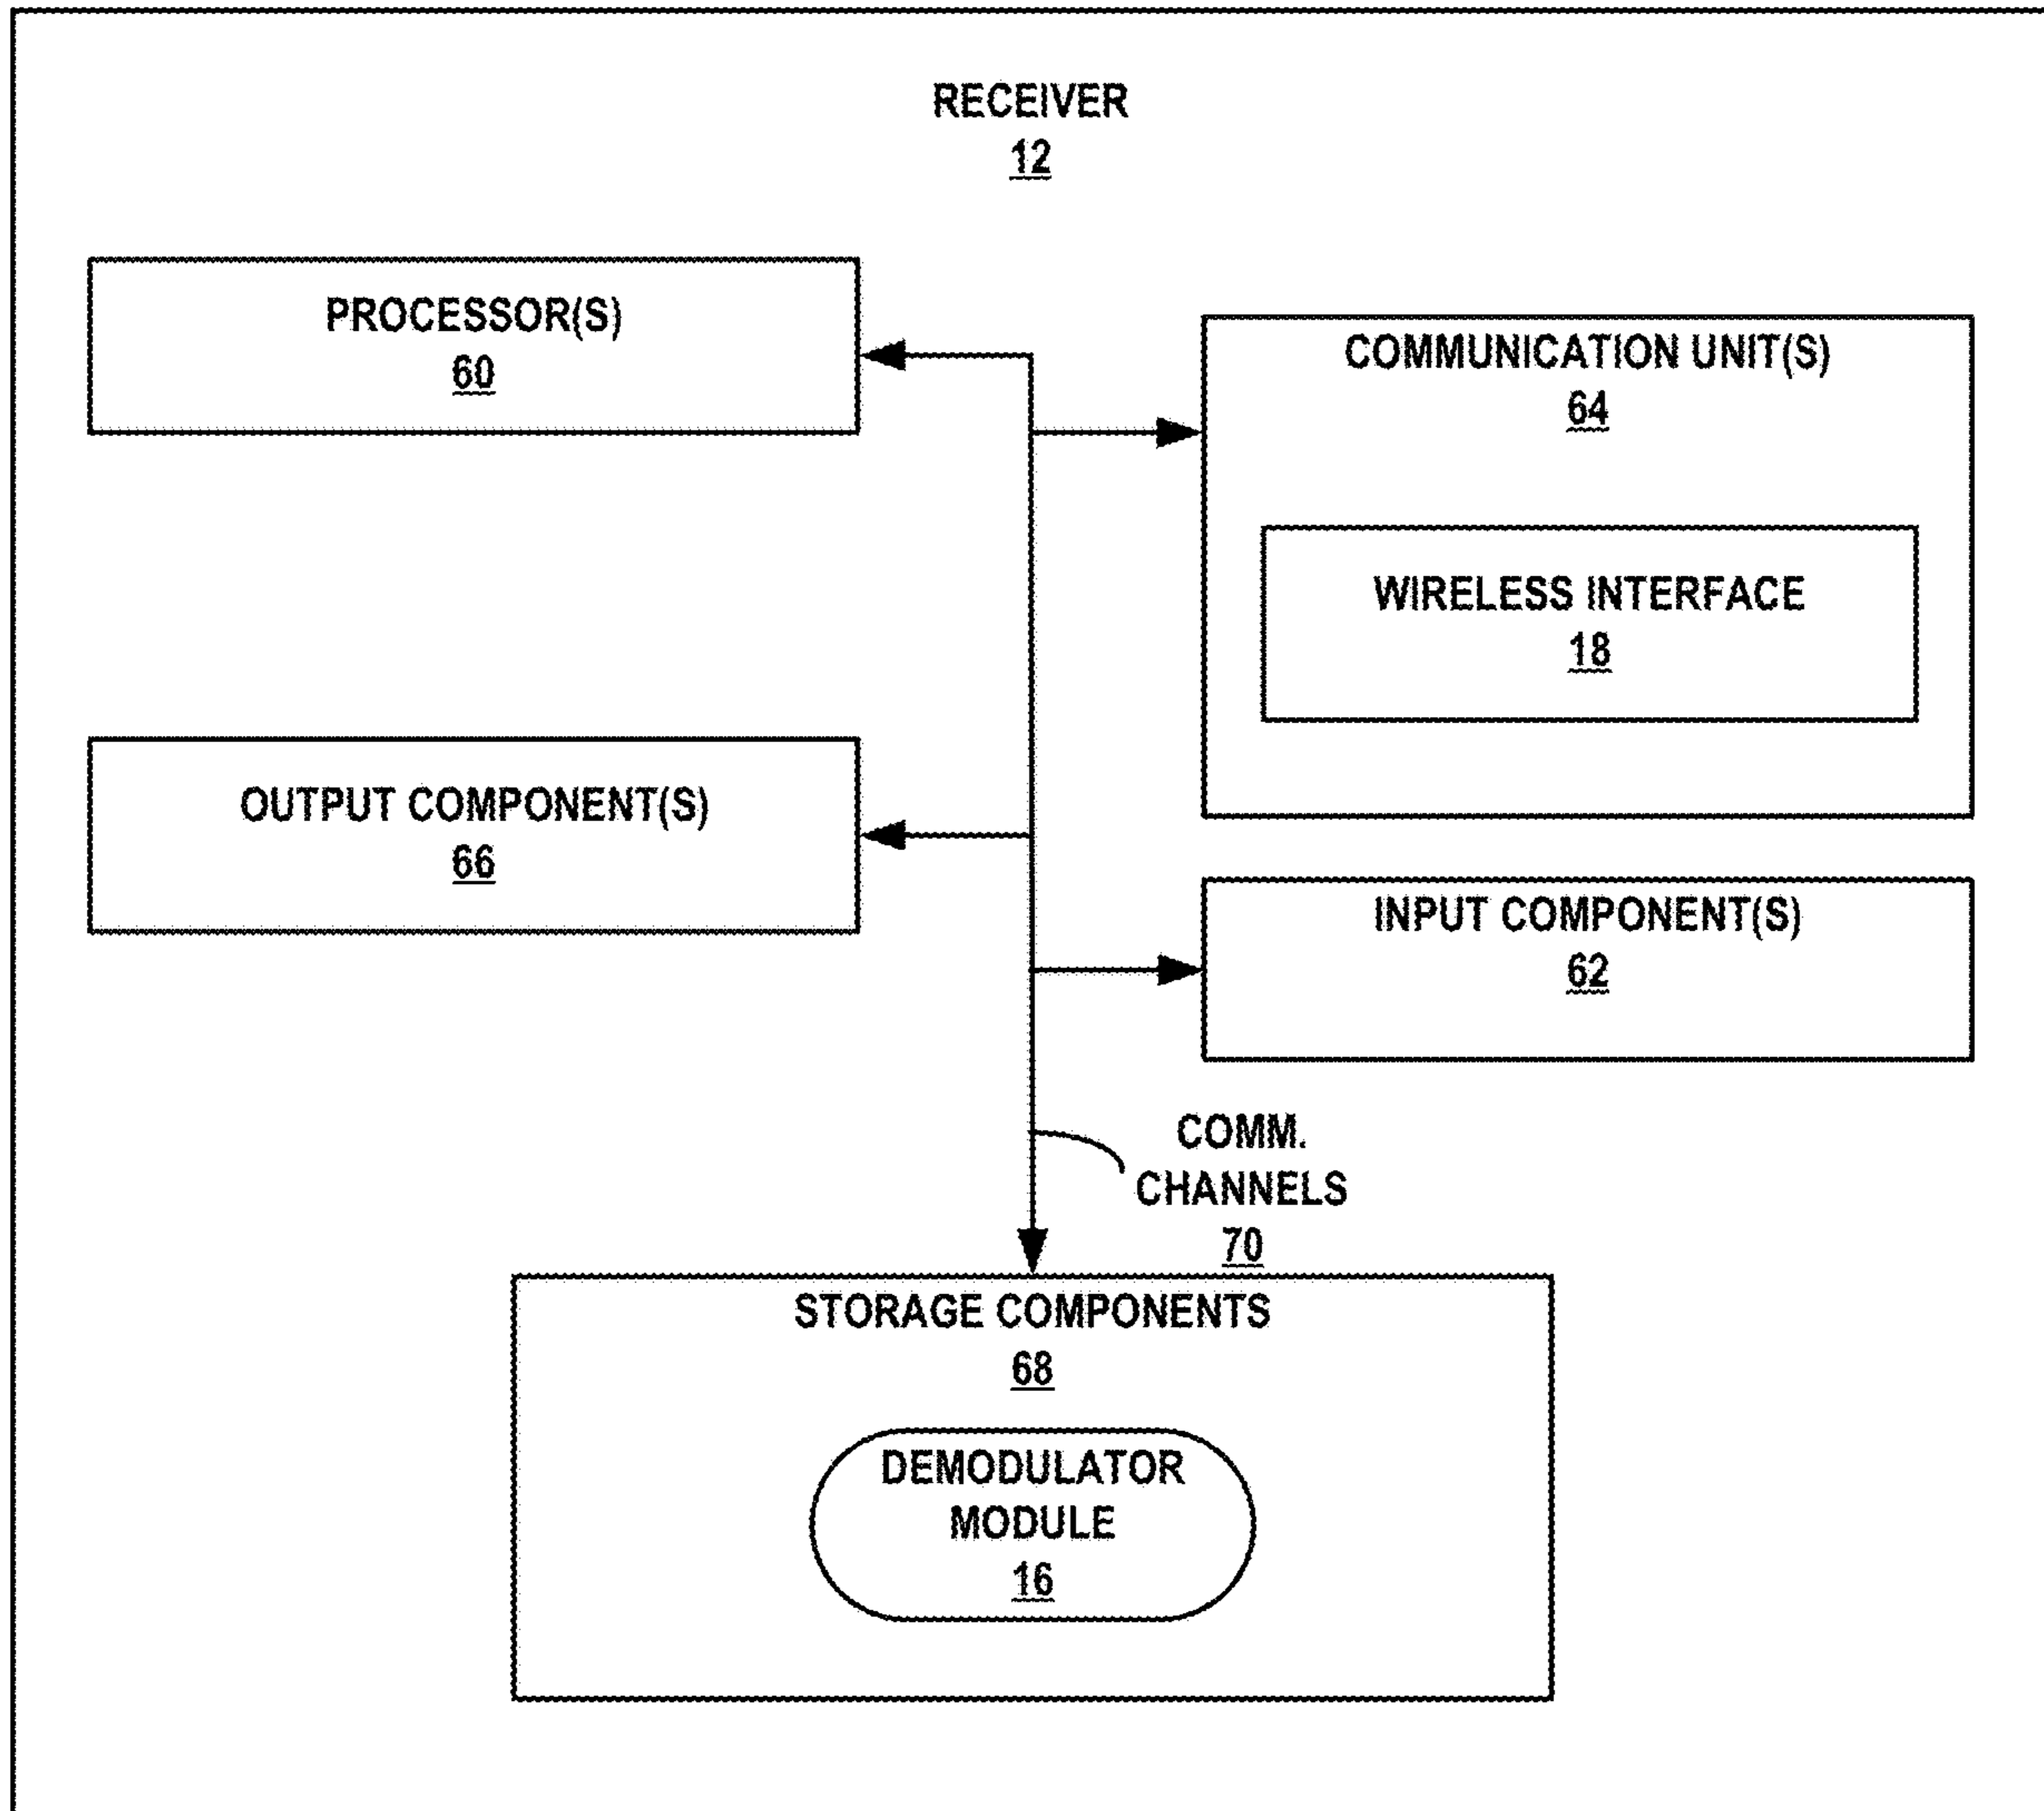 RECEIVER
12
PROCESSOR(S)
60
COMMUNICATION UNIT(S)
64
WIRELESS INTERFACE
18
OUTPUT COMPONENT(S)
66
INPUT COMPONENT(S)
62
COMM.
CHANNELS
70
STORAGE COMPONENTS
68
DEMODULATOR
MODULE
16